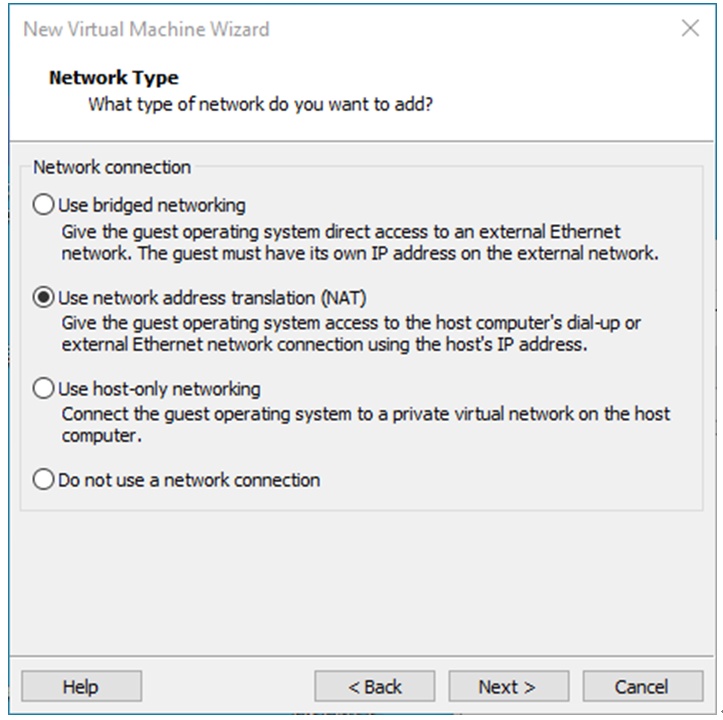 New Virtual Machine Wizard
Network Type
What type of network do you want to add?
Network connection
Use bridged networking
Give the guest operating system direct access to an external Ethernet
network. The guest must have its own IP address on the external network.
Use network address translation (NAT)
Give the guest operating system access to the host computer's dial-up or
external Ethernet network connection using the host's IP address.
Use host-only networking
Connect the guest operating system to a private virtual network on the host
computer.
Do not use a network connection
Help
< Back
Next >
Cancel